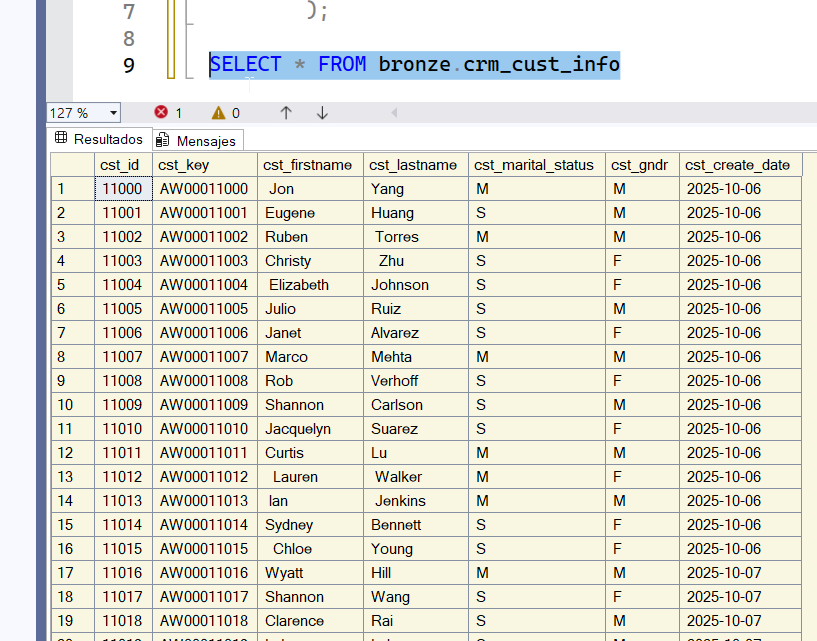 7 );
8
9 SELECT * FROM bronze.crm_cust_info
127 % 1 0
Resultados Mensajes
cst_id cst_key cst_firstname cst_lastname cst_marital_status cst_gndr cst_create_date
1 11000 AW00011000 Jon Yang M M 2025-10-06
2 11001 AW00011001 Eugene Huang S M 2025-10-06
3 11002 AW00011002 Ruben Torres M M 2025-10-06
4 11003 AW00011003 Christy Zhu S F 2025-10-06
5 11004 AW00011004 Elizabeth Johnson S F 2025-10-06
6 11005 AW00011005 Julio Ruiz S M 2025-10-06
7 11006 AW00011006 Janet Alvarez S F 2025-10-06
8 11007 AW00011007 Marco Mehta M M 2025-10-06
9 11008 AW00011008 Rob Verhoff S F 2025-10-06
10 11009 AW00011009 Shannon Carlson S M 2025-10-06
11 11010 AW00011010 Jacquelyn Suarez S F 2025-10-06
12 11011 AW00011011 Curtis Lu M M 2025-10-06
13 11012 AW00011012 Lauren Walker M F 2025-10-06
14 11013 AW00011013 Ian Jenkins M M 2025-10-06
15 11014 AW00011014 Sydney Bennett S F 2025-10-06
16 11015 AW00011015 Chloe Young S F 2025-10-06
17 11016 AW00011016 Wyatt Hill M M 2025-10-07
18 11017 AW00011017 Shannon Wang S F 2025-10-07
19 11018 AW00011018 Clarence Rai S M 2025-10-07